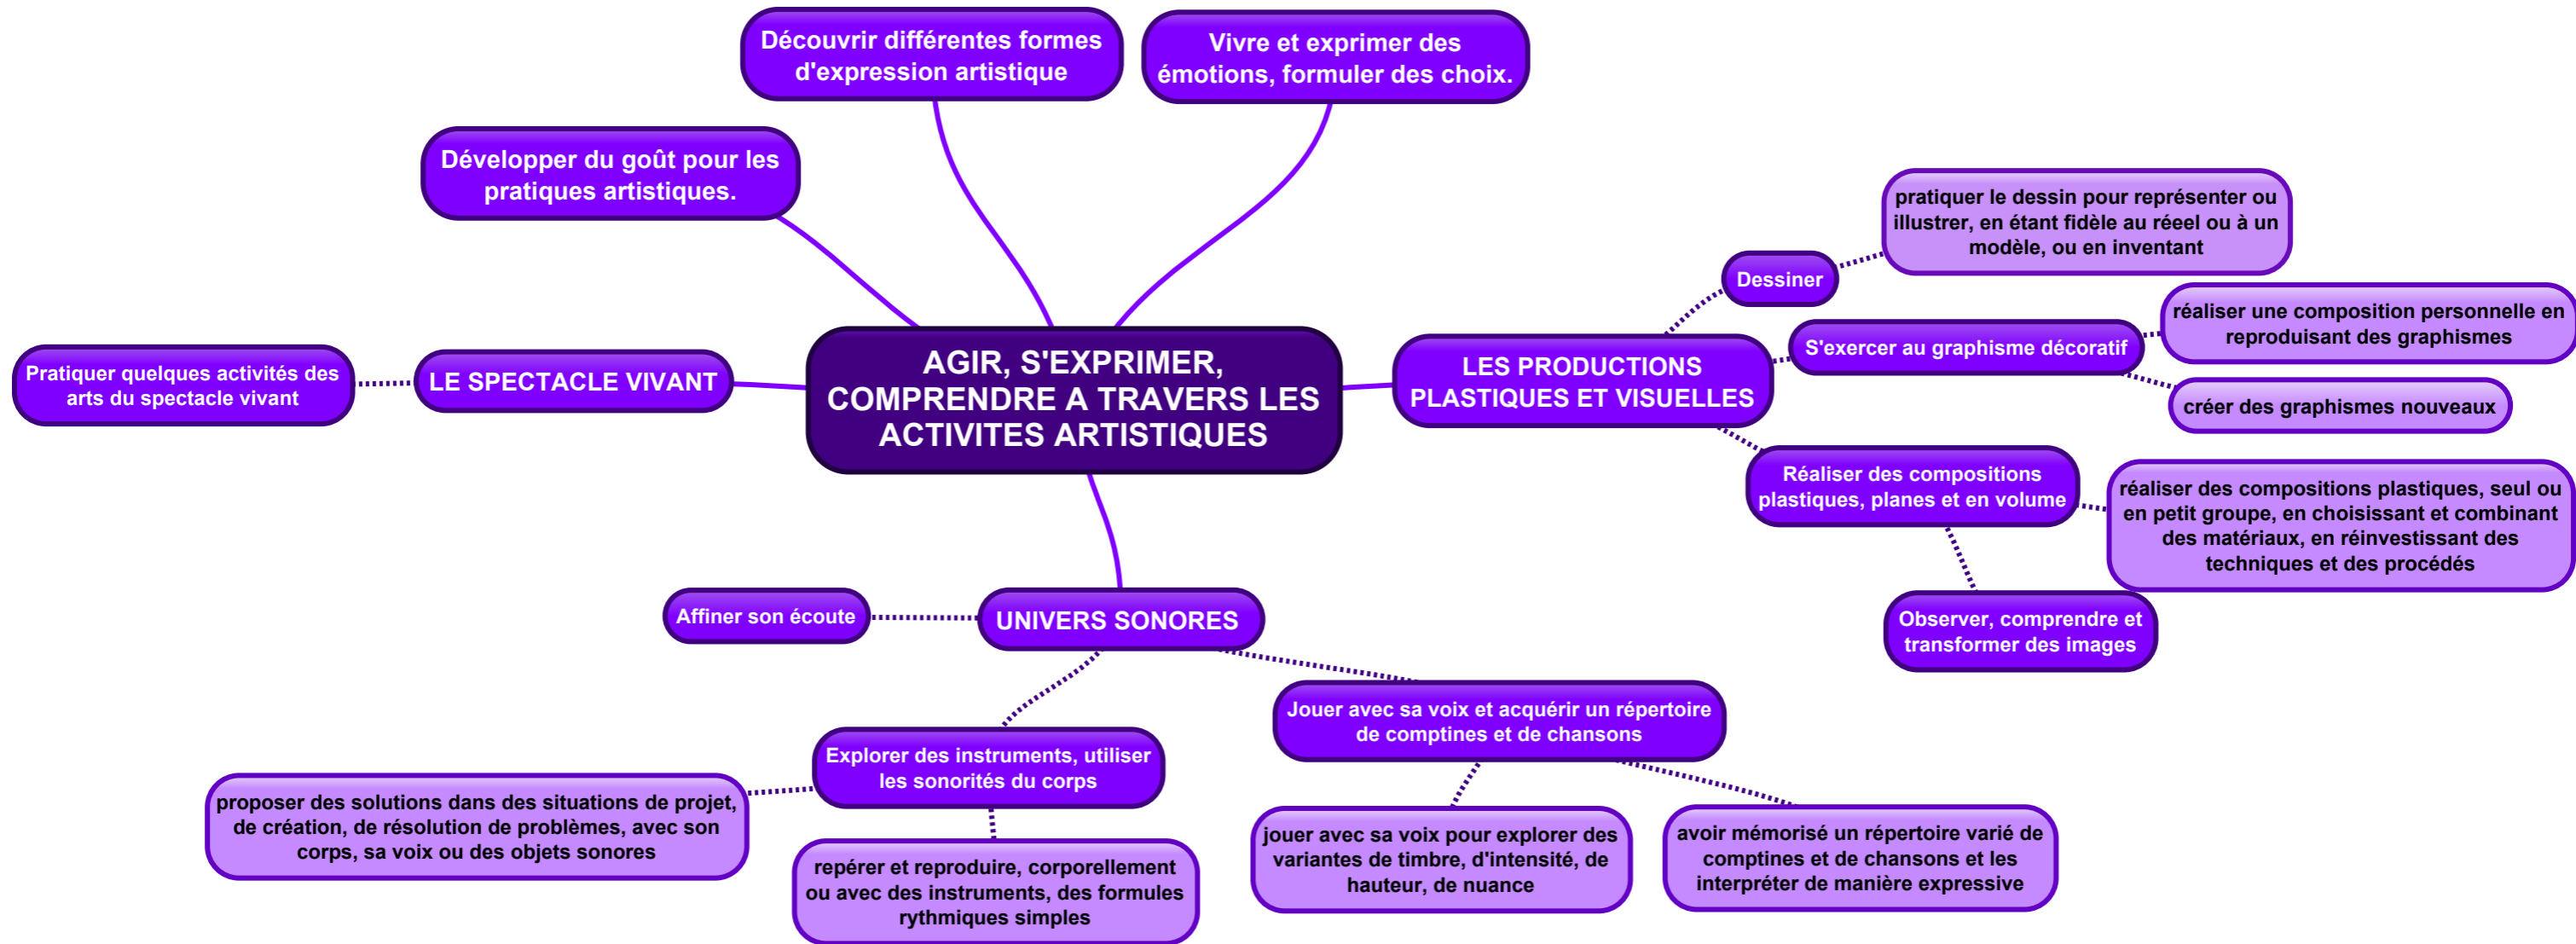 Découvrir différentes formes
d'expression artistique
Vivre et exprimer des
émotions, formuler des choix.
Développer du goût pour les
pratiques artistiques.
AGIR, S'EXPRIMER,
COMPRENDRE A TRAVERS LES
ACTIVITES ARTISTIQUES
LE SPECTACLE VIVANT
Pratiquer quelques activités des
arts du spectacle vivant
LES PRODUCTIONS
PLASTIQUES ET VISUELLES
Dessiner
pratiquer le dessin pour représenter ou
illustrer, en étant fidèle au réeel ou à un
modèle, ou en inventant
S'exercer au graphisme décoratif
réaliser une composition personnelle en
reproduisant des graphismes
créer des graphismes nouveaux
Réaliser des compositions
plastiques, planes et en volume
réaliser des compositions plastiques, seul ou
en petit groupe, en choisissant et combinant
des matériaux, en réinvestissant des
techniques et des procédés
Observer, comprendre et
transformer des images
UNIVERS SONORES
Affiner son écoute
Explorer des instruments, utiliser
les sonorités du corps
proposer des solutions dans des situations de projet,
de création, de résolution de problèmes, avec son
corps, sa voix ou des objets sonores
repérer et reproduire, corporellement
ou avec des instruments, des formules
rythmiques simples
Jouer avec sa voix et acquérir un répertoire
de comptines et de chansons
jouer avec sa voix pour explorer des
variantes de timbre, d'intensité, de
hauteur, de nuance
avoir mémorisé un répertoire varié de
comptines et de chansons et les
interpréter de manière expressive